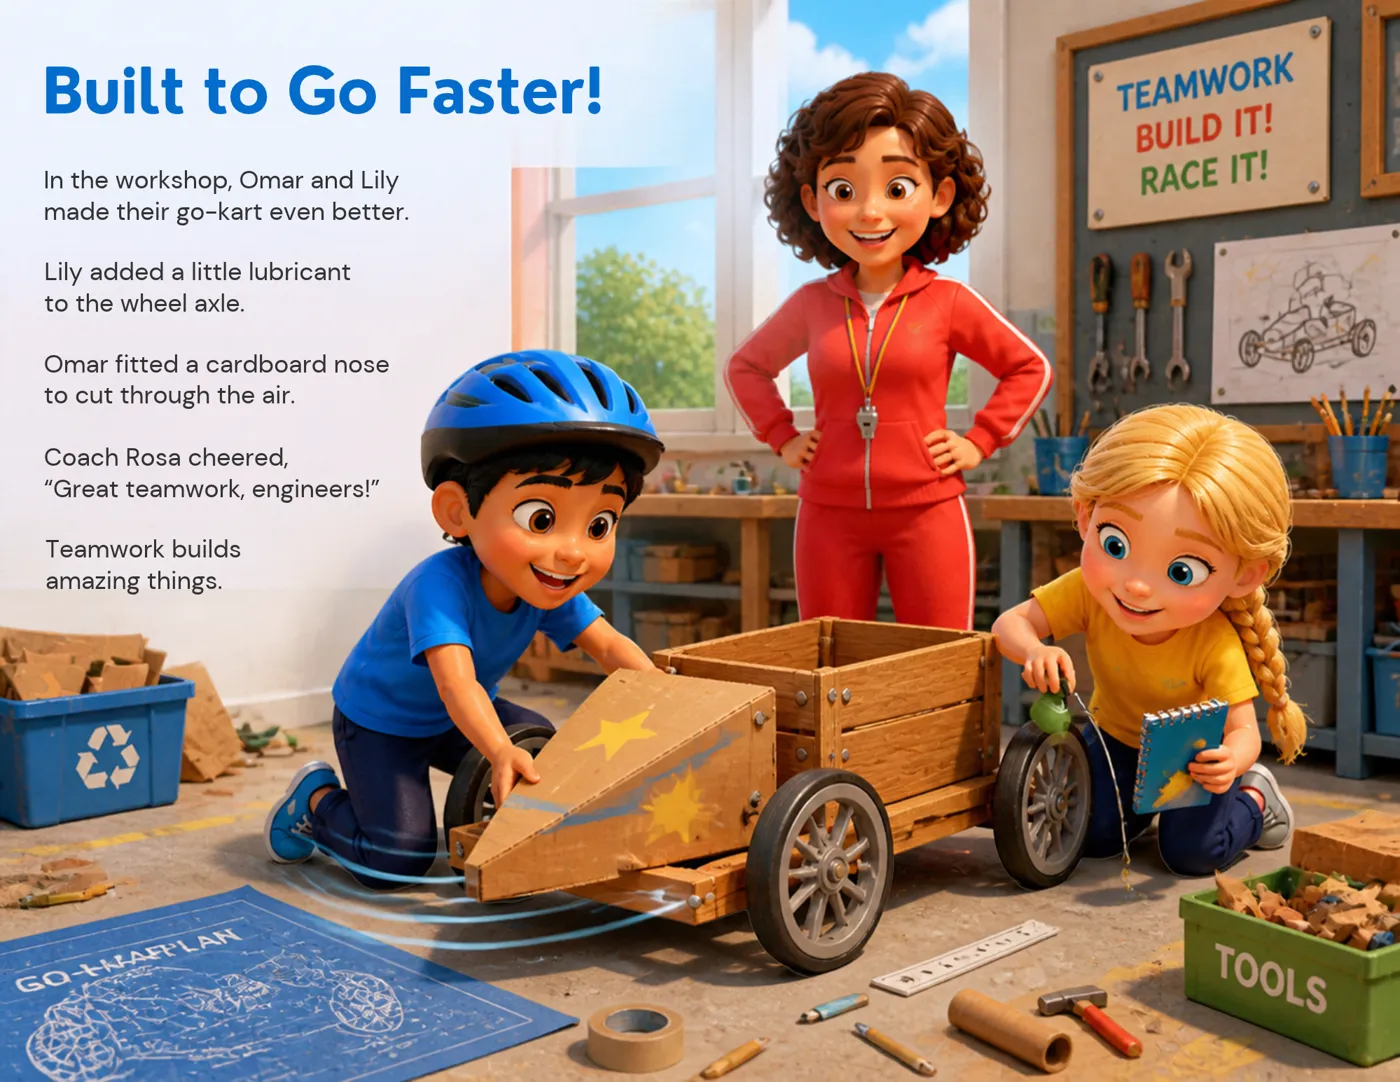 Built to Go Faster!
In the workshop, Omar and Lily
made their go-kart even better.
Lily added a little lubricant
to the wheel axle.
Omar fitted a cardboard nose
to cut through the air.
Coach Rosa cheered,
“Great teamwork, engineers!”
Teamwork builds
amazing things.
TEAMWORK
BUILD IT!
RACE IT!
TOOLS